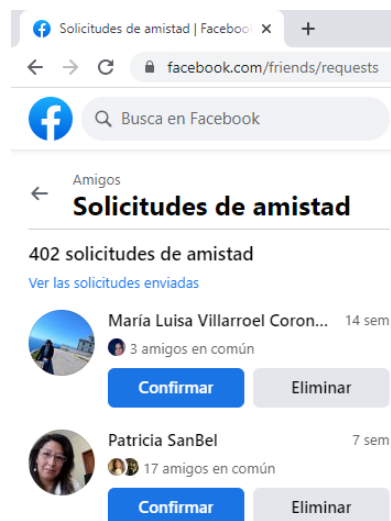 Solicitudes de amistad | Faceboo
facebook.com/friends/requests
Busca en Facebook
Amigos
Solicitudes de amistad
402 solicitudes de amistad
Ver las solicitudes enviadas
María Luisa Villarroel Coron... 14 sem
3 amigos en común
Confirmar Eliminar
Patricia SanBel 7 sem
17 amigos en común
Confirmar Eliminar